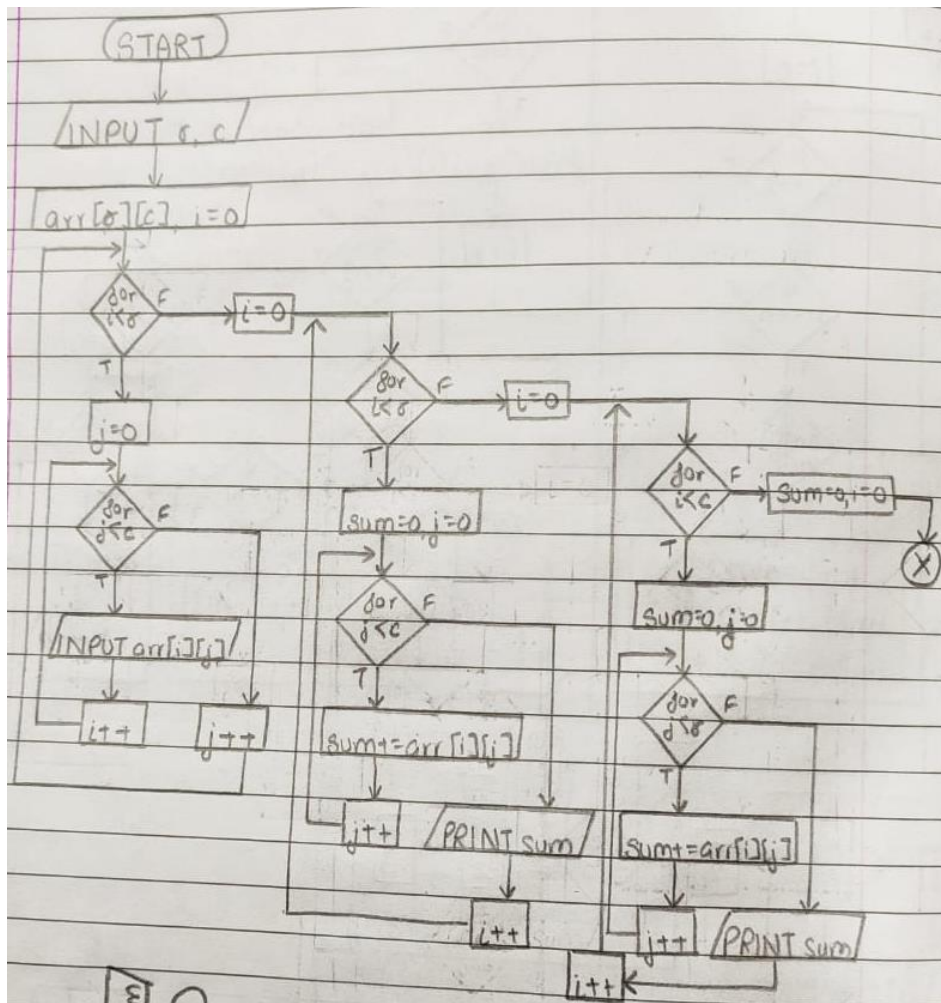 START
INPUT r, c
arr[r][c], i=0
for
i<r
F
T
j=0
for
j<c
F
T
INPUT arr[i][j]
i++
j++
i=0
for
i<r
F
T
sum=0, j=0
for
j<c
F
T
sum+=arr[i][j]
j++
PRINT sum
i++
i=0
for
i<c
F
T
sum=0, i=0
X
sum=0, j=0
for
j<r
F
T
sum+=arr[i][j]
j++
PRINT sum
i++